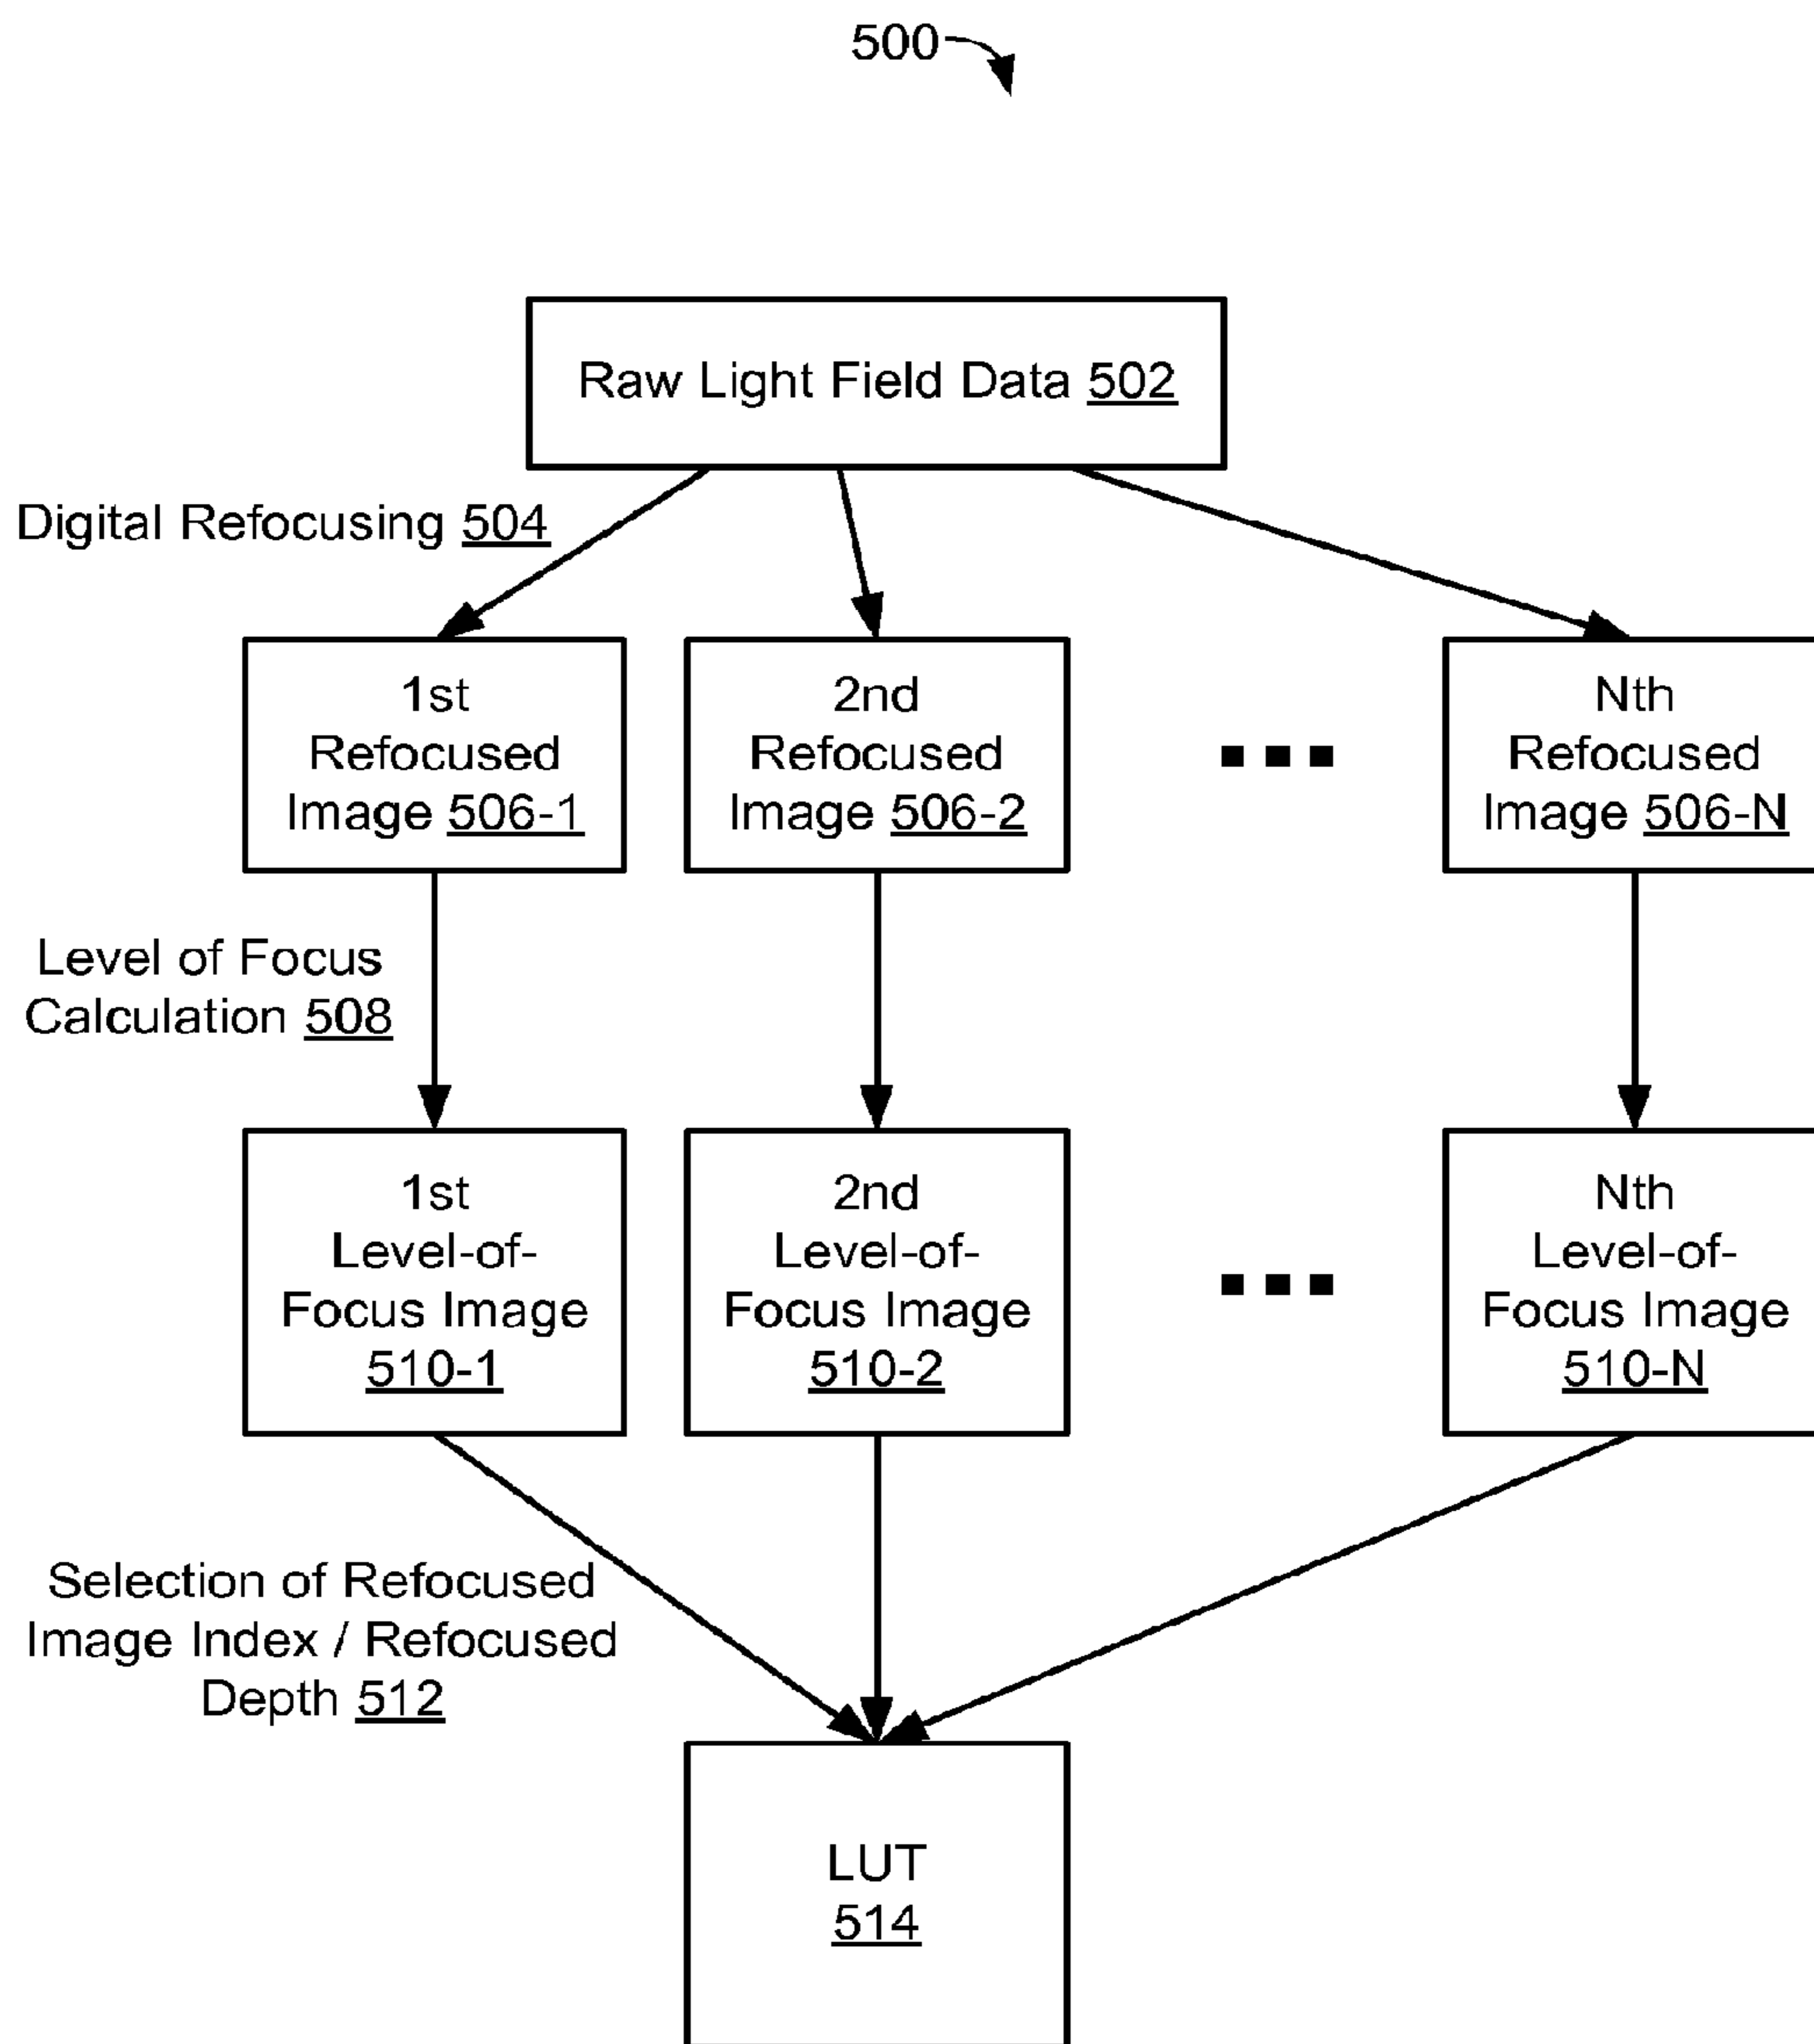 500
Raw Light Field Data 502
Digital Refocusing 504
1st
Refocused
Image 506-1
2nd
Refocused
Image 506-2
Nth
Refocused
Image 506-N
Level of Focus
Calculation 508
1st
Level-of-
Focus Image
510-1
2nd
Level-of-
Focus Image
510-2
Nth
Level-of-
Focus Image
510-N
Selection of Refocused
Image Index / Refocused
Depth 512
LUT
514